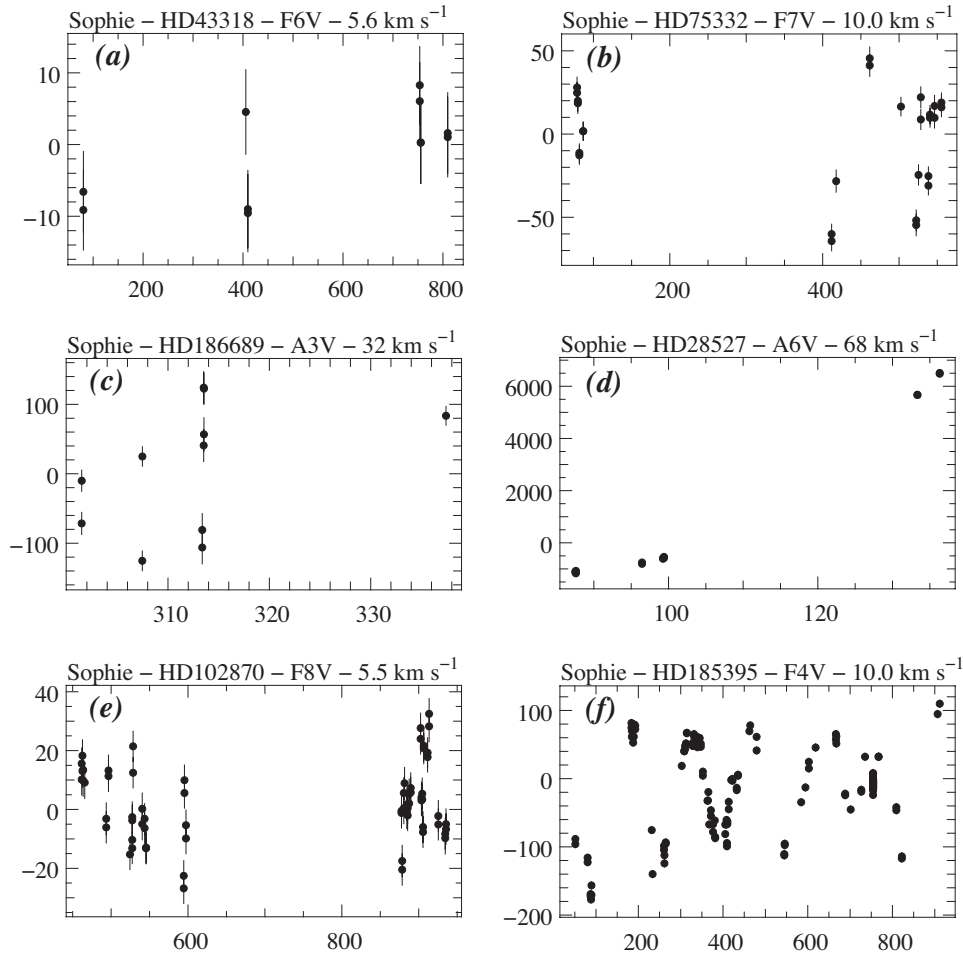 Sophie – HD43318 – F6V – 5.6 km s⁻¹
(a)
10
0
−10
200 400 600 800
Sophie – HD75332 – F7V – 10.0 km s⁻¹
(b)
50
0
−50
200 400
Sophie – HD186689 – A3V – 32 km s⁻¹
(c)
100
0
−100
310 320 330
Sophie – HD28527 – A6V – 68 km s⁻¹
(d)
6000
4000
2000
0
100 120
Sophie – HD102870 – F8V – 5.5 km s⁻¹
(e)
40
20
0
−20
600 800
Sophie – HD185395 – F4V – 10.0 km s⁻¹
(f)
100
0
−100
−200
200 400 600 800